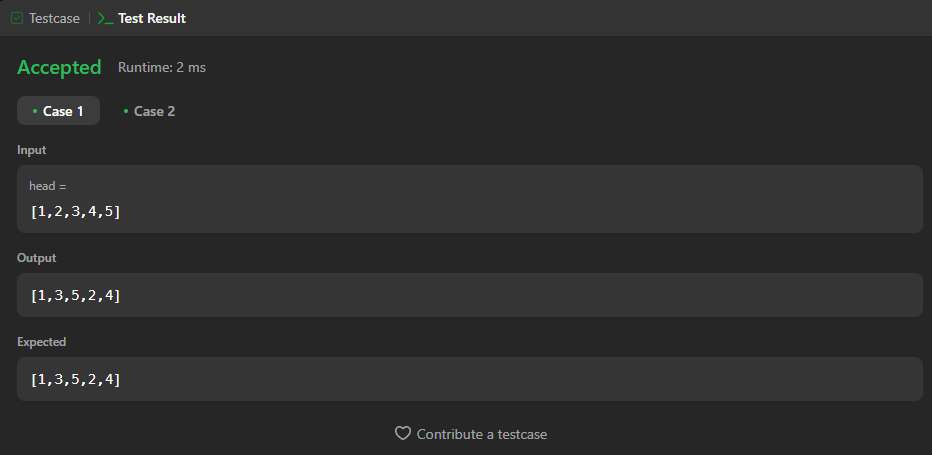 Testcase | Test Result
Accepted Runtime: 2 ms
Case 1 Case 2
Input
head =
[1,2,3,4,5]
Output
[1,3,5,2,4]
Expected
[1,3,5,2,4]
Contribute a testcase